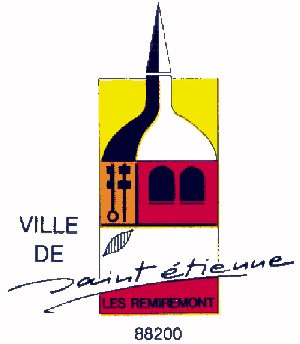 VILLE
DE
Saint étienne
LES REMIREMONT
88200